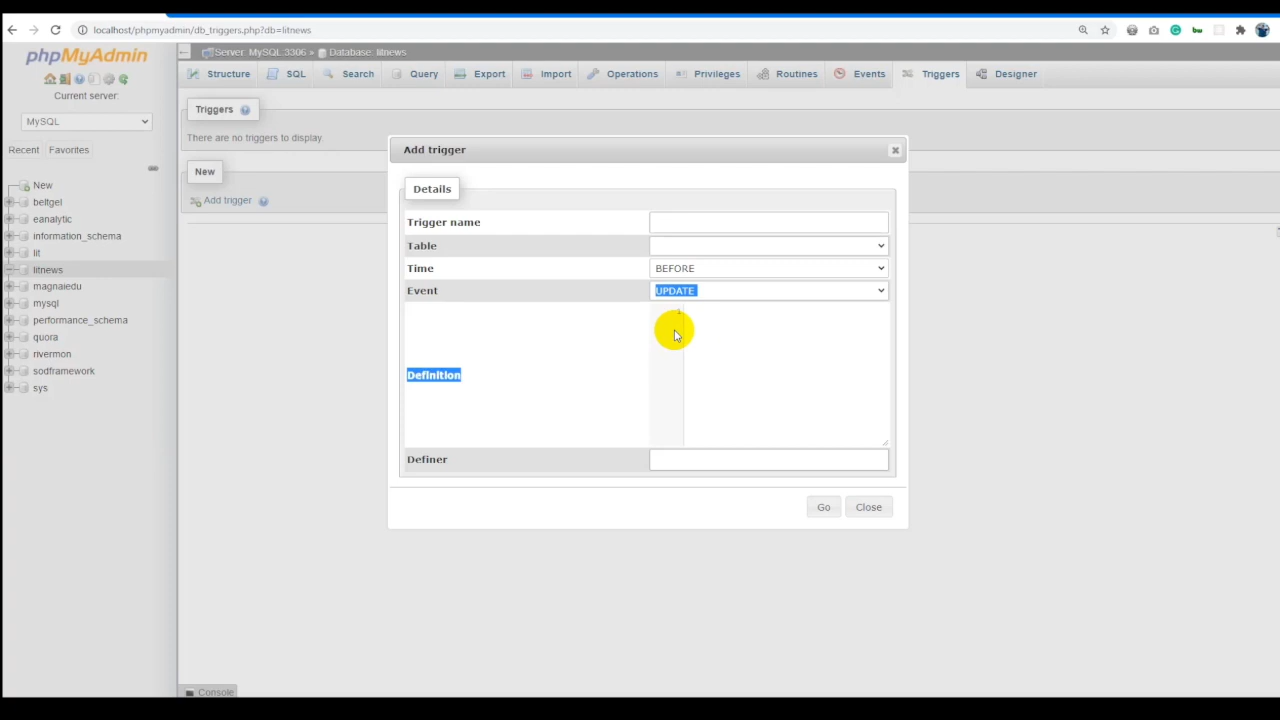 localhost/phpmyadmin/db_triggers.php?db=litnews
phpMyAdmin
Server: MySQL:3306 » Database: litnews
Structure SQL Search Query Export Import Operations Privileges Routines Events Triggers Designer
Current server:
MySQL
Recent Favorites
New
beltgel
eanalytic
information_schema
lit
litnews
magnaiedu
mysql
performance_schema
quora
rivermon
sodframework
sys
Triggers
There are no triggers to display.
New
Add trigger
Add trigger
Details
Trigger name
Table
Time BEFORE
Event UPDATE
1
Definition
Definer
Go Close
Console